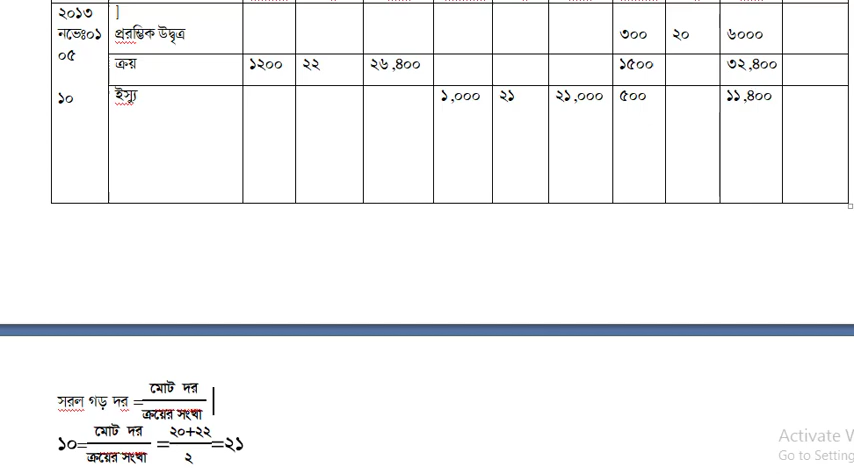 ২০১৩ ]
নভেঃ০১ প্ররম্ভিক উদ্বৃত্র ৩০০ ২০ ৬০০০
০৫ ক্রয় ১২০০ ২২ ২৬,৪০০ ১৫০০ ৩২,৪০০
১০ ইস্যু ১,০০০ ২১ ২১,০০০ ৫০০ ১১,৪০০
সরল গড় দর = মোট দর
ক্রয়ের সংখা
১০= মোট দর = ২০+২২ =২১
ক্রয়ের সংখা ২
Activate W
Go to Setting